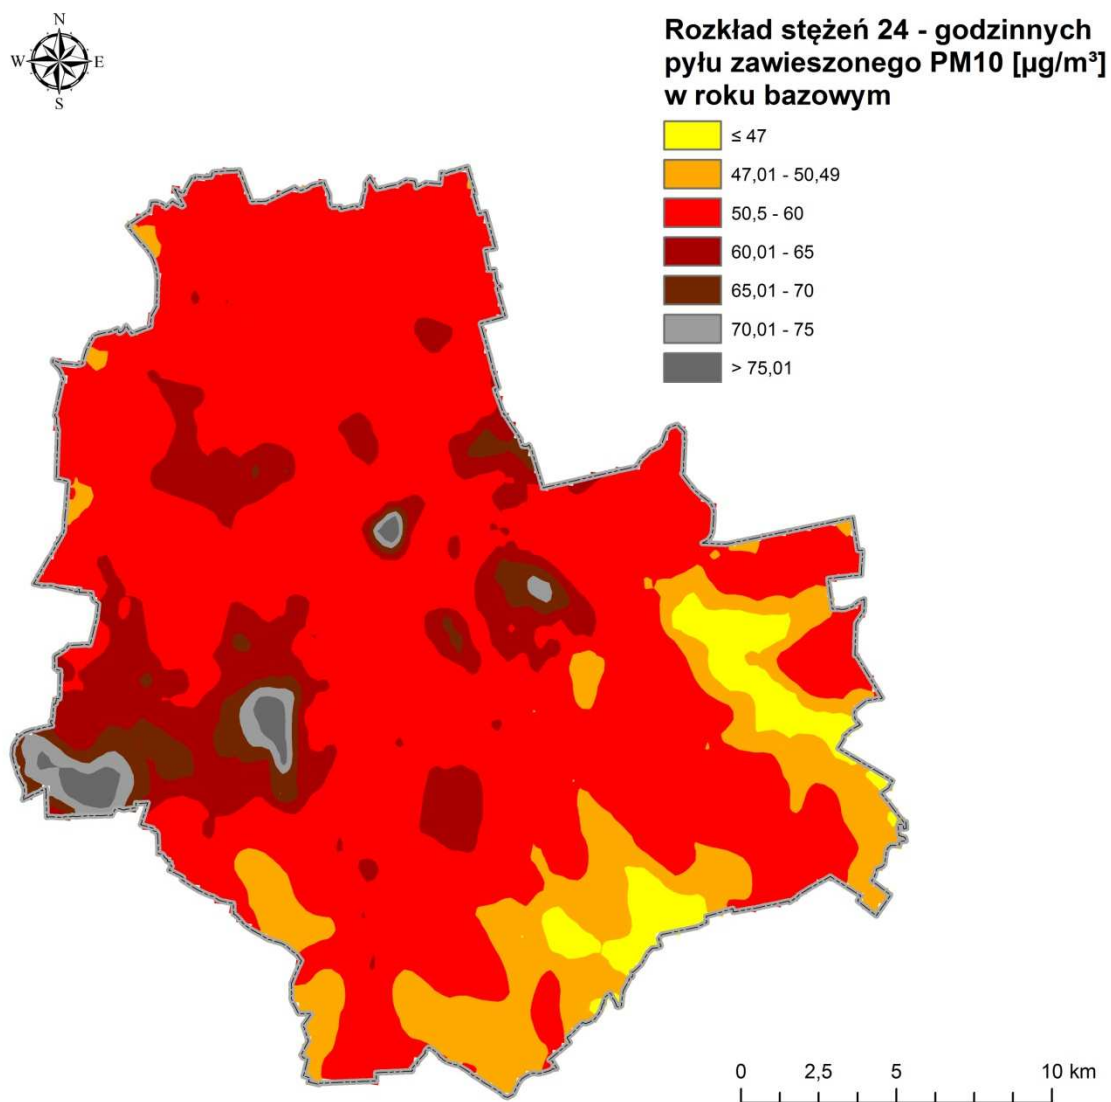 N
W E
S
Rozkład stężeń 24 - godzinnych
pyłu zawieszonego PM10 [µg/m³]
w roku bazowym
≤ 47
47,01 - 50,49
50,5 - 60
60,01 - 65
65,01 - 70
70,01 - 75
> 75,01
0 2,5 5 10 km